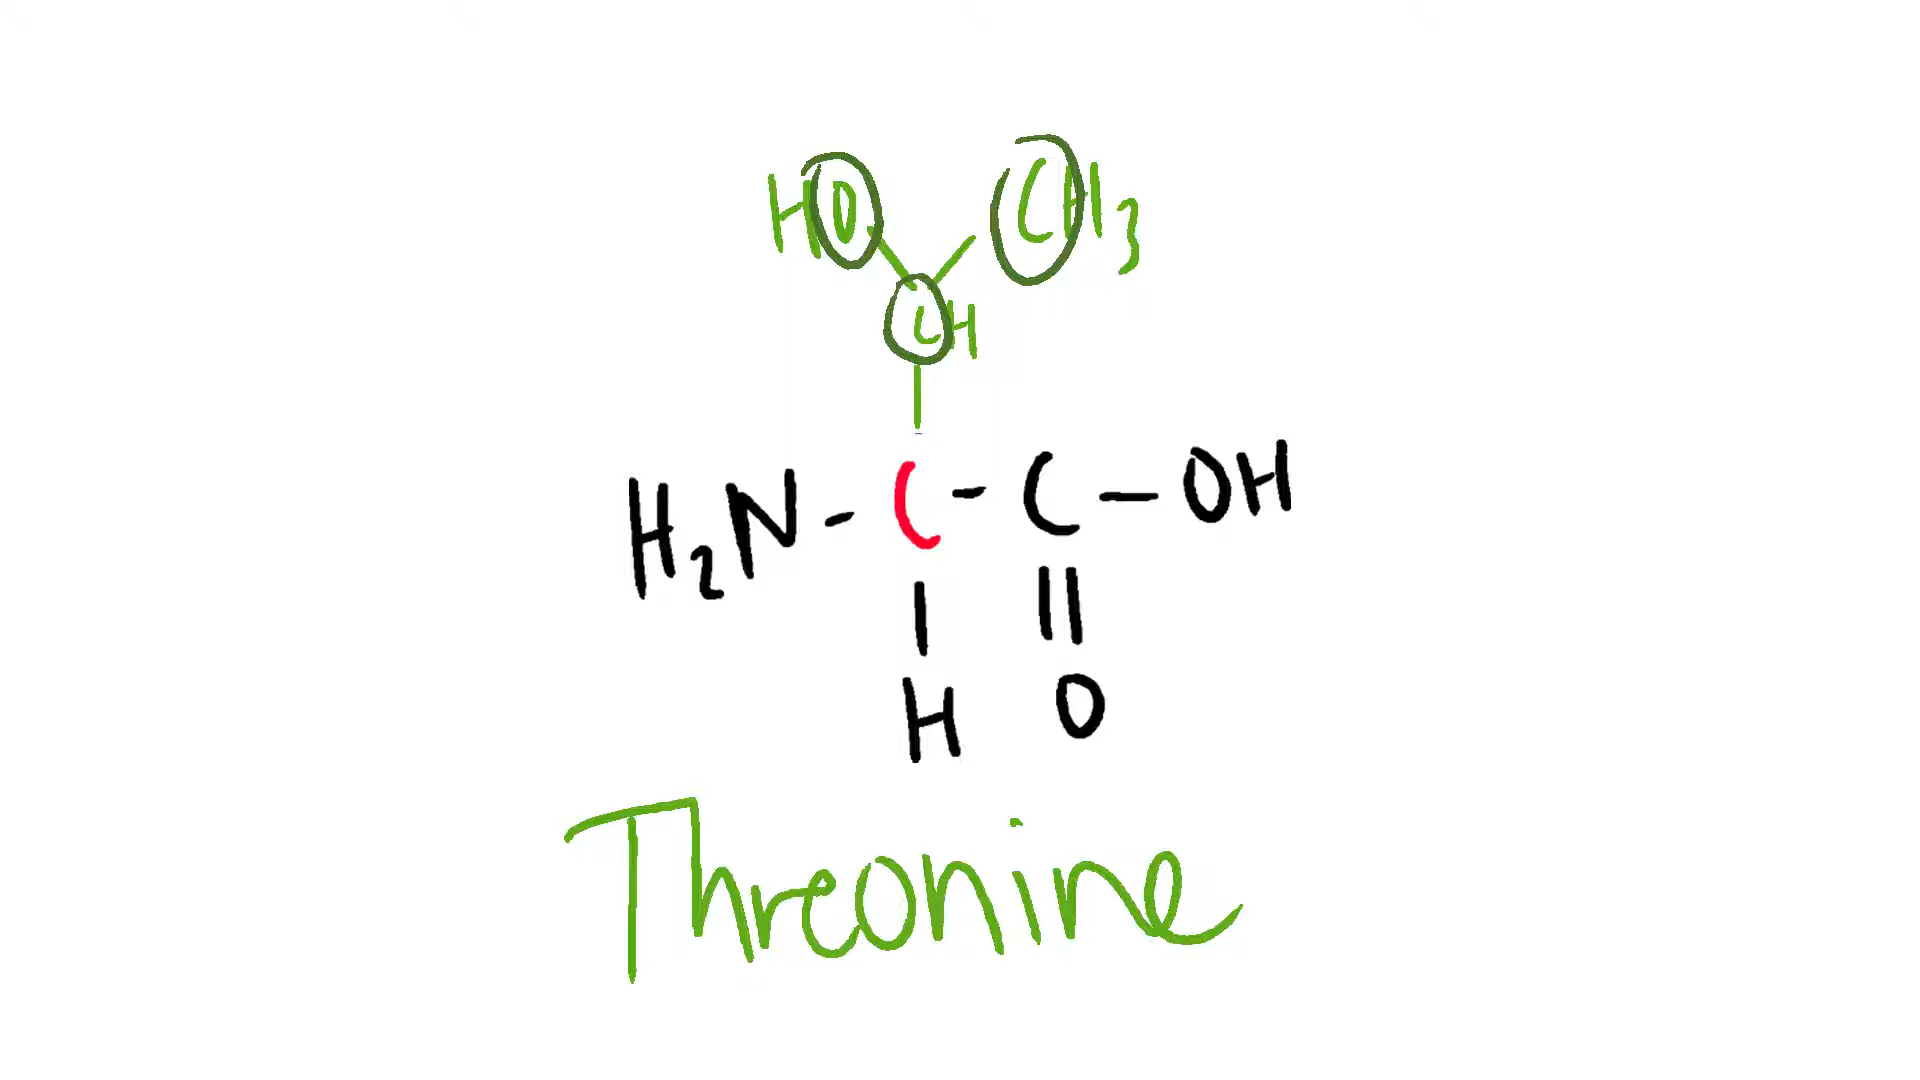 HO CH3
CH
H2N - C - C - OH
H O
Threonine